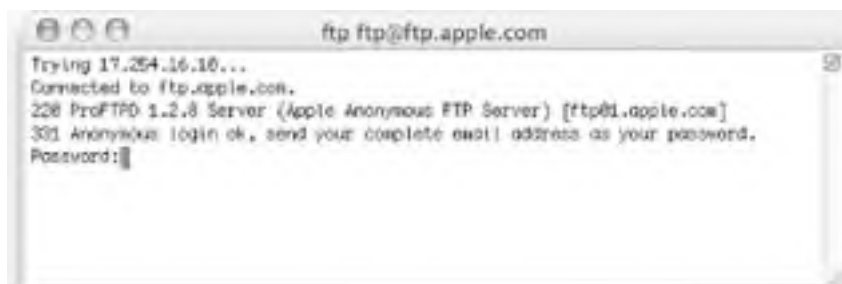 ftp ftp@ftp.apple.com
Trying 17.254.16.10...
Connected to ftp.apple.com.
220 ProFTPD 1.2.8 Server (Apple Anonymous FTP Server) [ftp01.apple.com]
331 Anonymous login ok, send your complete email address as your password.
Password: